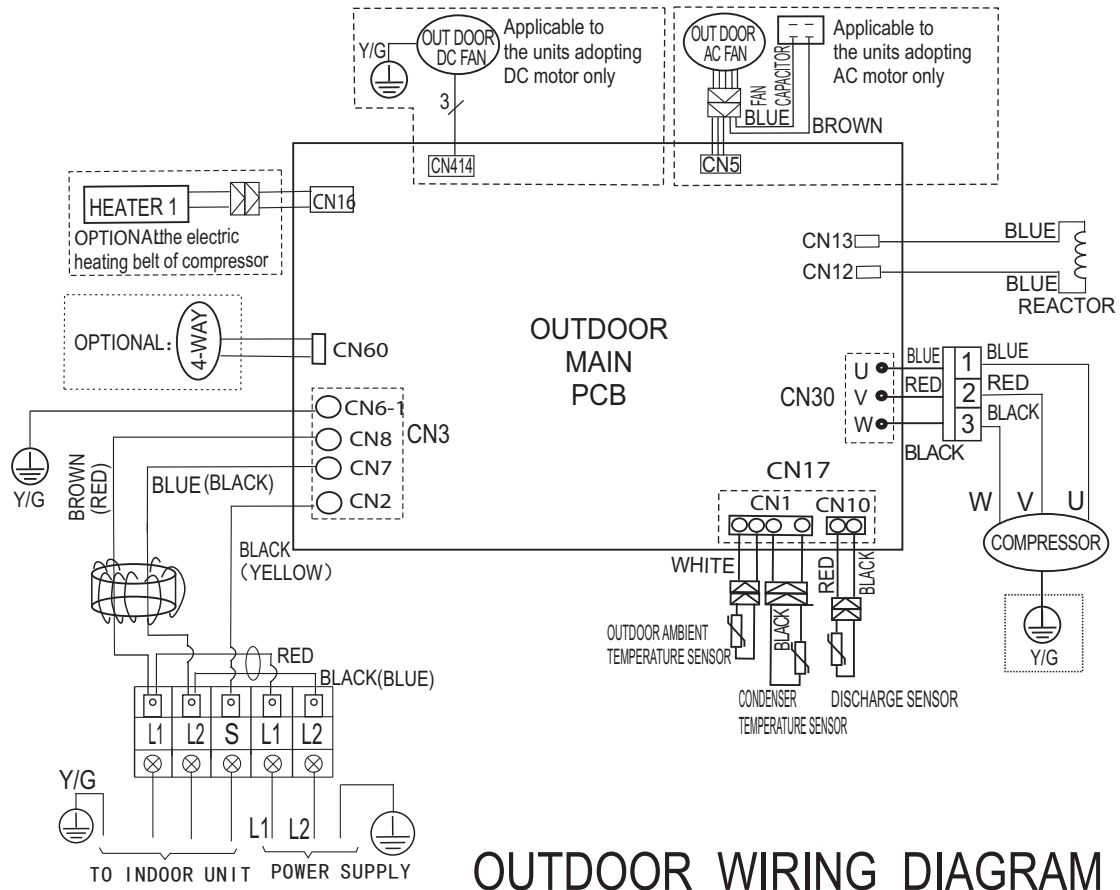 OUT DOOR
DC FAN
Y/G
3
Applicable to
the units adopting
DC motor only
CN414
OUT DOOR
AC FAN
FAN
CAPACITOR
BLUE
BROWN
Applicable to
the units adopting
AC motor only
CN5
HEATER 1
CN16
OPTIONAL:the electric
heating belt of compressor
OPTIONAL:
4-WAY
CN60
OUTDOOR
MAIN
PCB
CN13
BLUE
CN12
BLUE
REACTOR
CN30
U
V
W
BLUE
RED
BLACK
1
2
3
BLUE
RED
BLACK
W
V
U
COMPRESSOR
Y/G
CN6-1
CN8
CN7
CN2
CN3
Y/G
BROWN
(RED)
BLUE(BLACK)
BLACK
(YELLOW)
CN17
CN1
CN10
WHITE
BLACK
RED
BLACK
OUTDOOR AMBIENT
TEMPERATURE SENSOR
CONDENSER
TEMPERATURE SENSOR
DISCHARGE SENSOR
RED
BLACK(BLUE)
L1 L2 S L1 L2
Y/G
L1 L2
TO INDOOR UNIT
POWER SUPPLY
OUTDOOR WIRING DIAGRAM